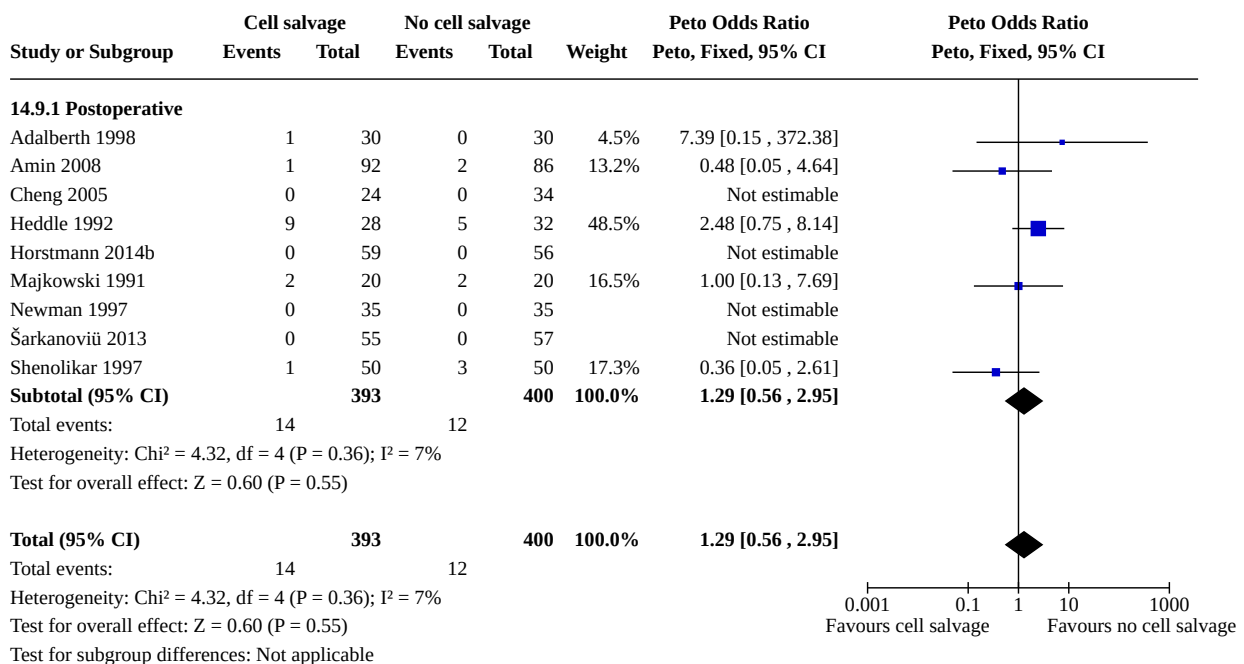 Cell salvage No cell salvage Peto Odds Ratio Peto Odds Ratio
Study or Subgroup Events Total Events Total Weight Peto, Fixed, 95% CI Peto, Fixed, 95% CI
14.9.1 Postoperative
Adalberth 1998 1 30 0 30 4.5% 7.39 [0.15 , 372.38]
Amin 2008 1 92 2 86 13.2% 0.48 [0.05 , 4.64]
Cheng 2005 0 24 0 34 Not estimable
Heddle 1992 9 28 5 32 48.5% 2.48 [0.75 , 8.14]
Horstmann 2014b 0 59 0 56 Not estimable
Majkowski 1991 2 20 2 20 16.5% 1.00 [0.13 , 7.69]
Newman 1997 0 35 0 35 Not estimable
Šarkanoviü 2013 0 55 0 57 Not estimable
Shenolikar 1997 1 50 3 50 17.3% 0.36 [0.05 , 2.61]
Subtotal (95% CI) 393 400 100.0% 1.29 [0.56 , 2.95]
Total events: 14 12
Heterogeneity: Chi² = 4.32, df = 4 (P = 0.36); I² = 7%
Test for overall effect: Z = 0.60 (P = 0.55)
Total (95% CI) 393 400 100.0% 1.29 [0.56 , 2.95]
Total events: 14 12
Heterogeneity: Chi² = 4.32, df = 4 (P = 0.36); I² = 7%
0.001 0.1 1 10 1000
Test for overall effect: Z = 0.60 (P = 0.55) Favours cell salvage Favours no cell salvage
Test for subgroup differences: Not applicable